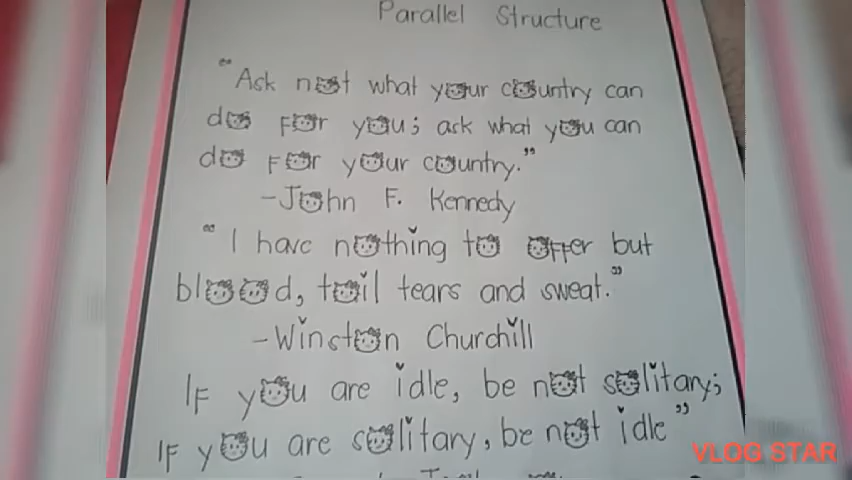 Parallel Structure
"Ask not what your country can
do for you; ask what you can
do for your country."
-John F. Kennedy
"I have nothing to offer but
blood, toil tears and sweat."
-Winston Churchill
If you are idle, be not solitary;
If you are solitary, be not idle"
VLOG STAR